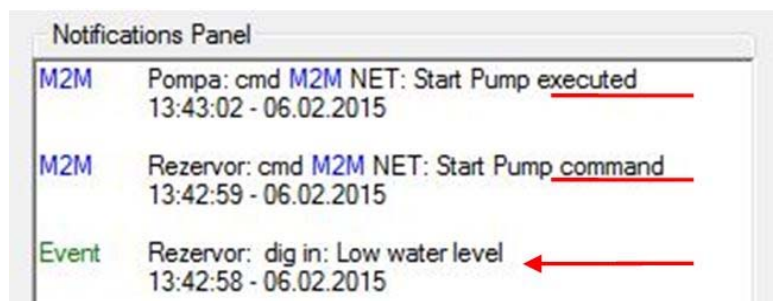 Notifications Panel
M2M Pompa: cmd M2M NET: Start Pump executed
13:43:02 - 06.02.2015
M2M Rezervor: cmd M2M NET: Start Pump command
13:42:59 - 06.02.2015
Event Rezervor: dig in: Low water level
13:42:58 - 06.02.2015